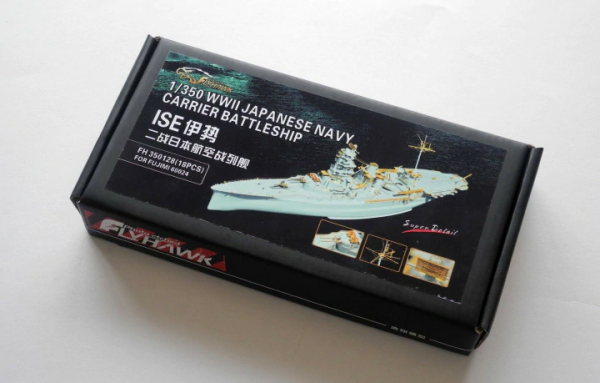 1/350 WWII JAPANESE NAVY
CARRIER BATTLESHIP
ISE 伊势
二战日本航空战列舰
FH 350128(18PCS)
FOR FUJIMI 60024
Super Detail
FLYHAWK